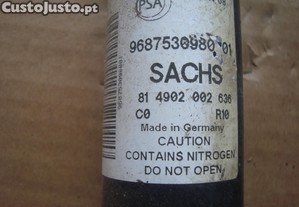 CustoJusto.pt
PSA
9687530980 01
SACHS
81 4902 002 636
C0 R10
Made in Germany
CAUTION
CONTAINS NITROGEN
DO NOT OPEN